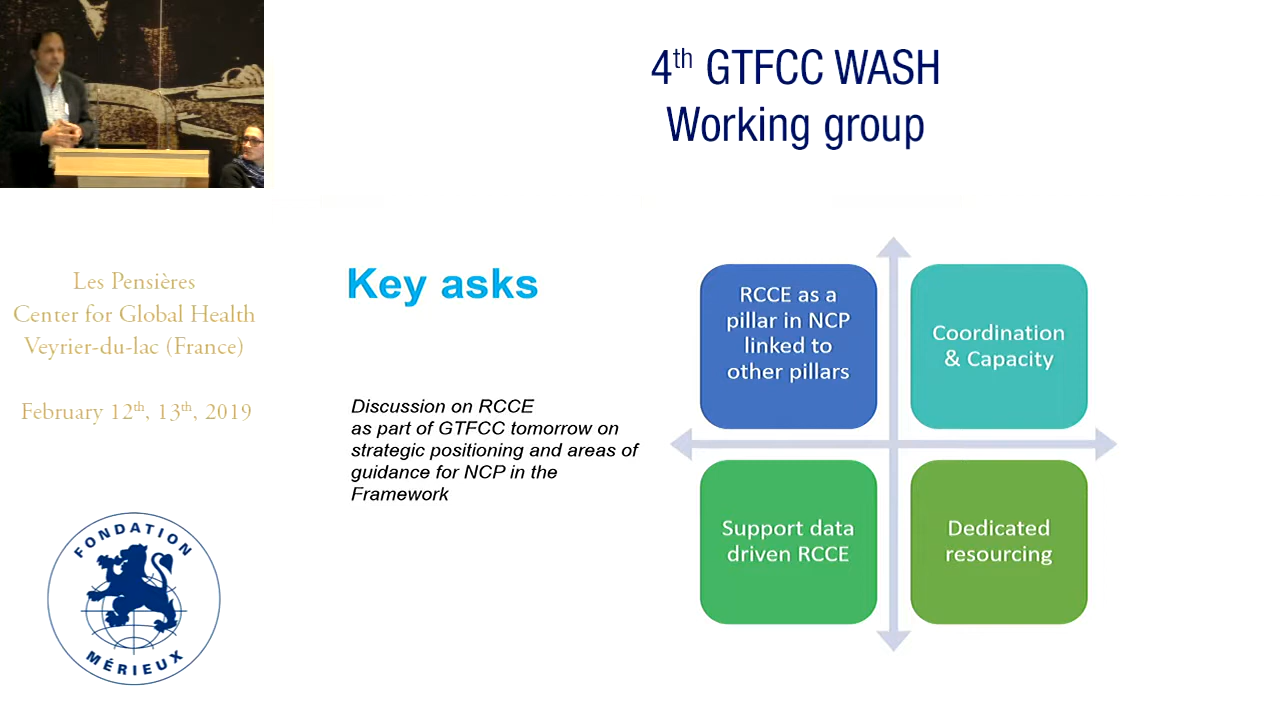 4th GTFCC WASH
Working group
Les Pensières
Center for Global Health
Veyrier-du-lac (France)
February 12th, 13th, 2019
FONDATION
MÉRIEUX
Key asks
Discussion on RCCE
as part of GTFCC tomorrow on
strategic positioning and areas of
guidance for NCP in the
Framework
RCCE as a
pillar in NCP
linked to
other pillars
Coordination
& Capacity
Support data
driven RCCE
Dedicated
resourcing